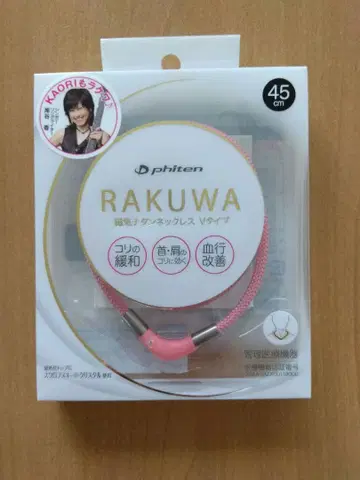 KAORIもラクワ
45
cm
phiten
RAKUWA
磁気チタンネックレス Vタイプ
コリの
緩和
首・肩の
コリに効く
血行
改善
管理医療機器